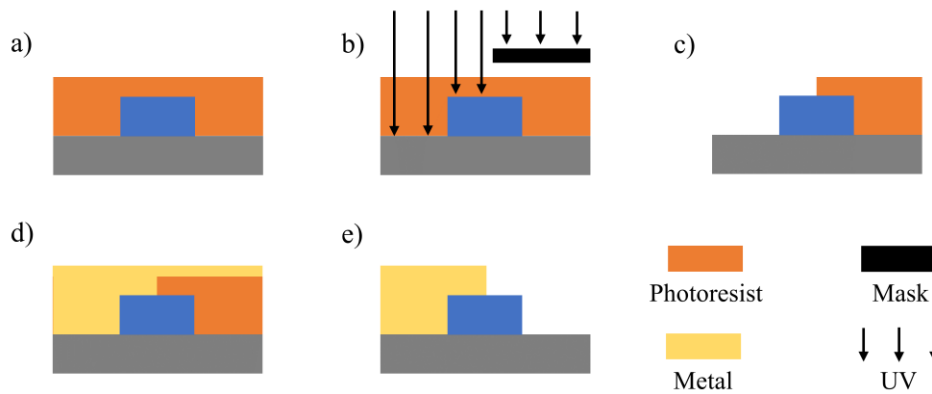 a)
b)
c)
d)
e)
Photoresist
Mask
Metal
UV